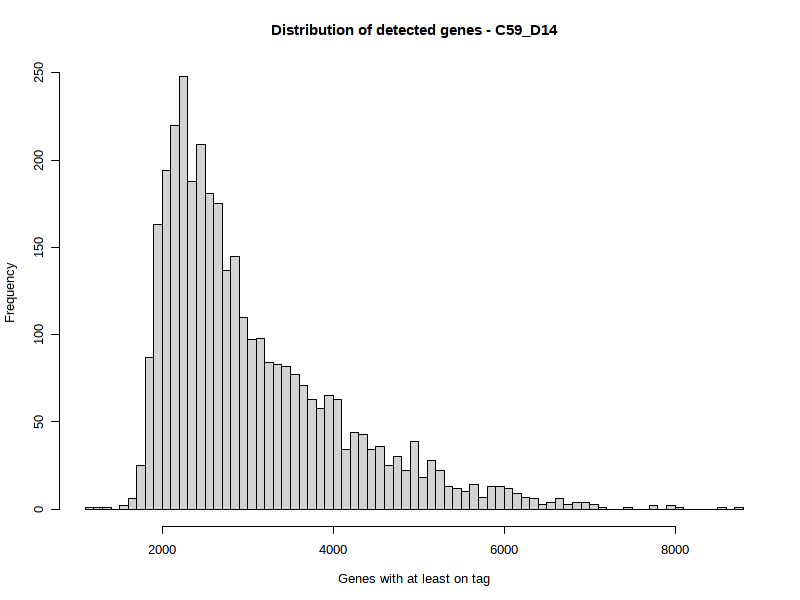 Distribution of detected genes - C59_D14
250
200
150
100
50
0
Frequency
2000 4000 6000 8000
Genes with at least on tag